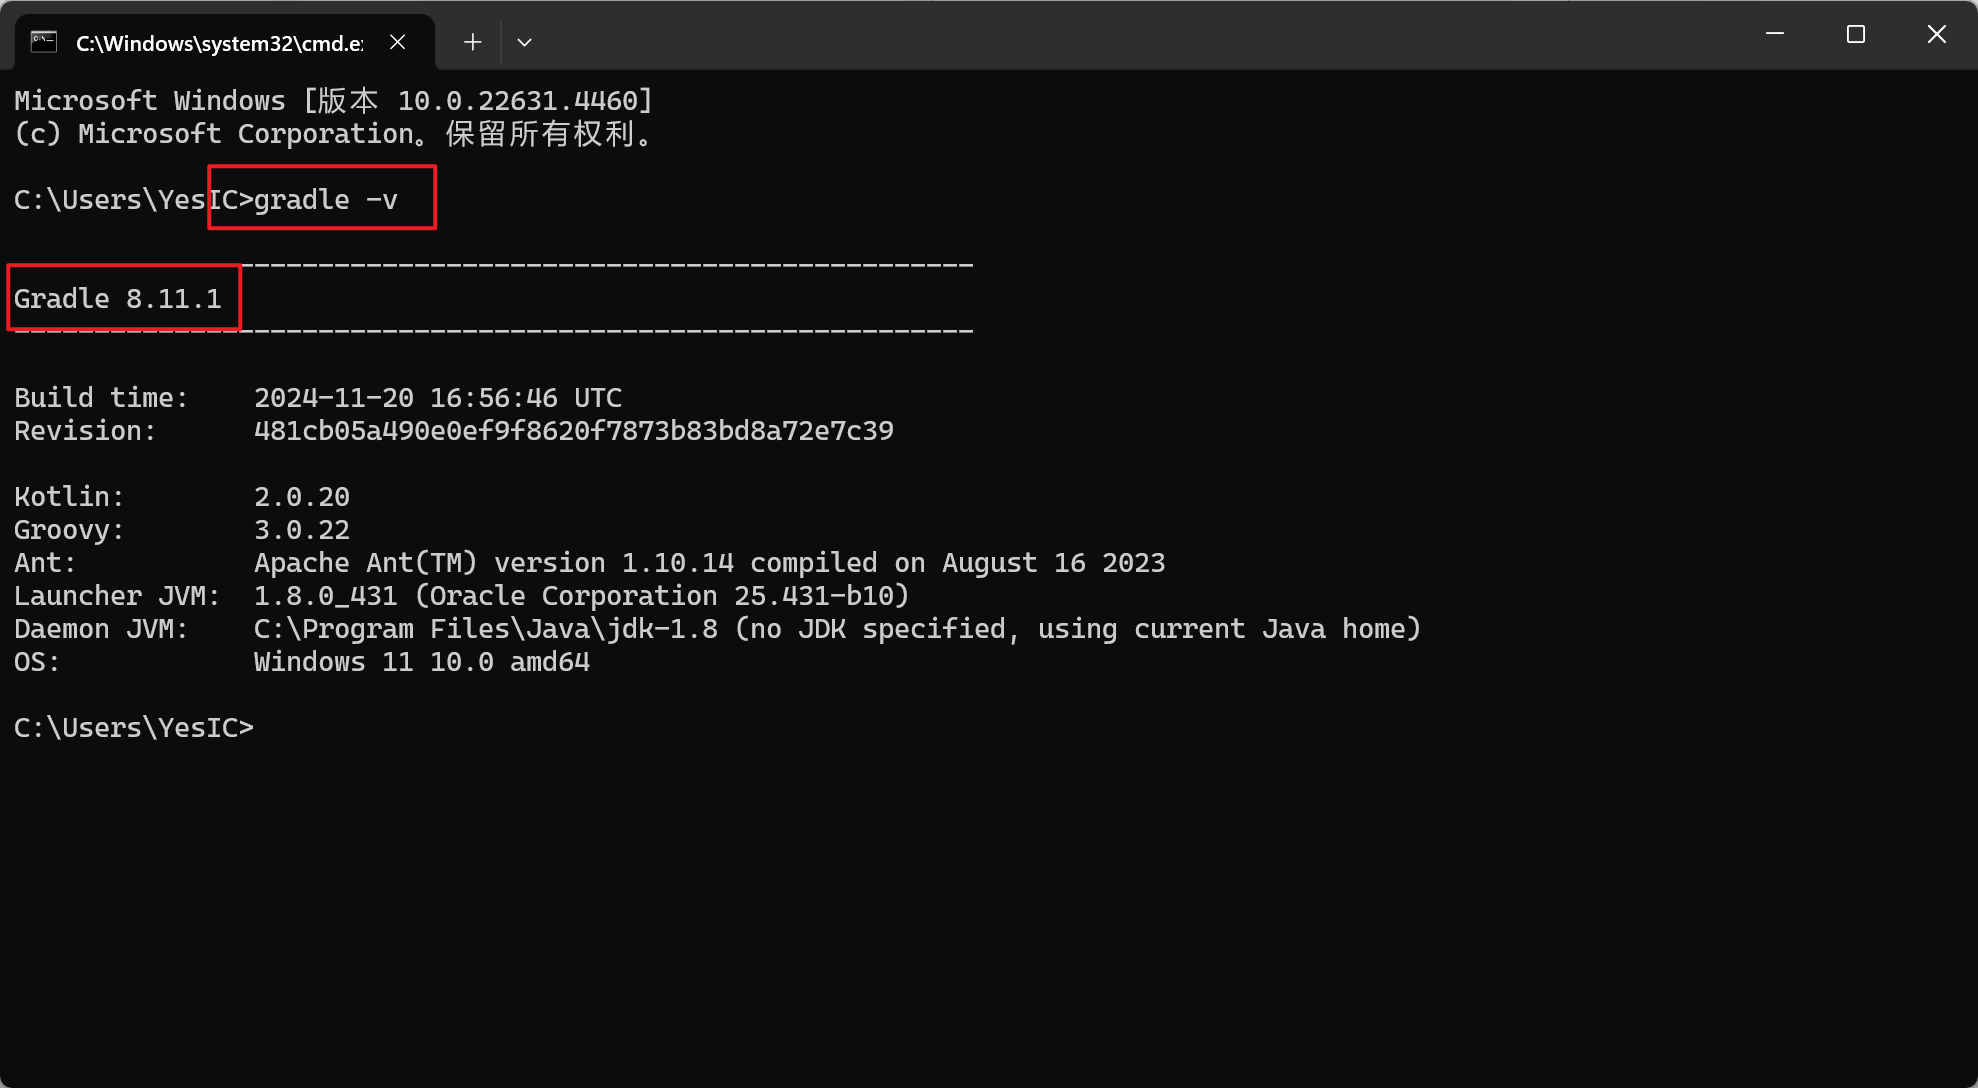 C:\Windows\system32\cmd.e
Microsoft Windows [版本 10.0.22631.4460]
(c) Microsoft Corporation。保留所有权利。
C:\Users\YesIC>gradle -v
------------------------------------------------------------
Gradle 8.11.1
------------------------------------------------------------
Build time:    2024-11-20 16:56:46 UTC
Revision:      481cb05a490e0ef9f8620f7873b83bd8a72e7c39
Kotlin:        2.0.20
Groovy:        3.0.22
Ant:           Apache Ant(TM) version 1.10.14 compiled on August 16 2023
Launcher JVM:  1.8.0_431 (Oracle Corporation 25.431-b10)
Daemon JVM:    C:\Program Files\Java\jdk-1.8 (no JDK specified, using current Java home)
OS:            Windows 11 10.0 amd64
C:\Users\YesIC>